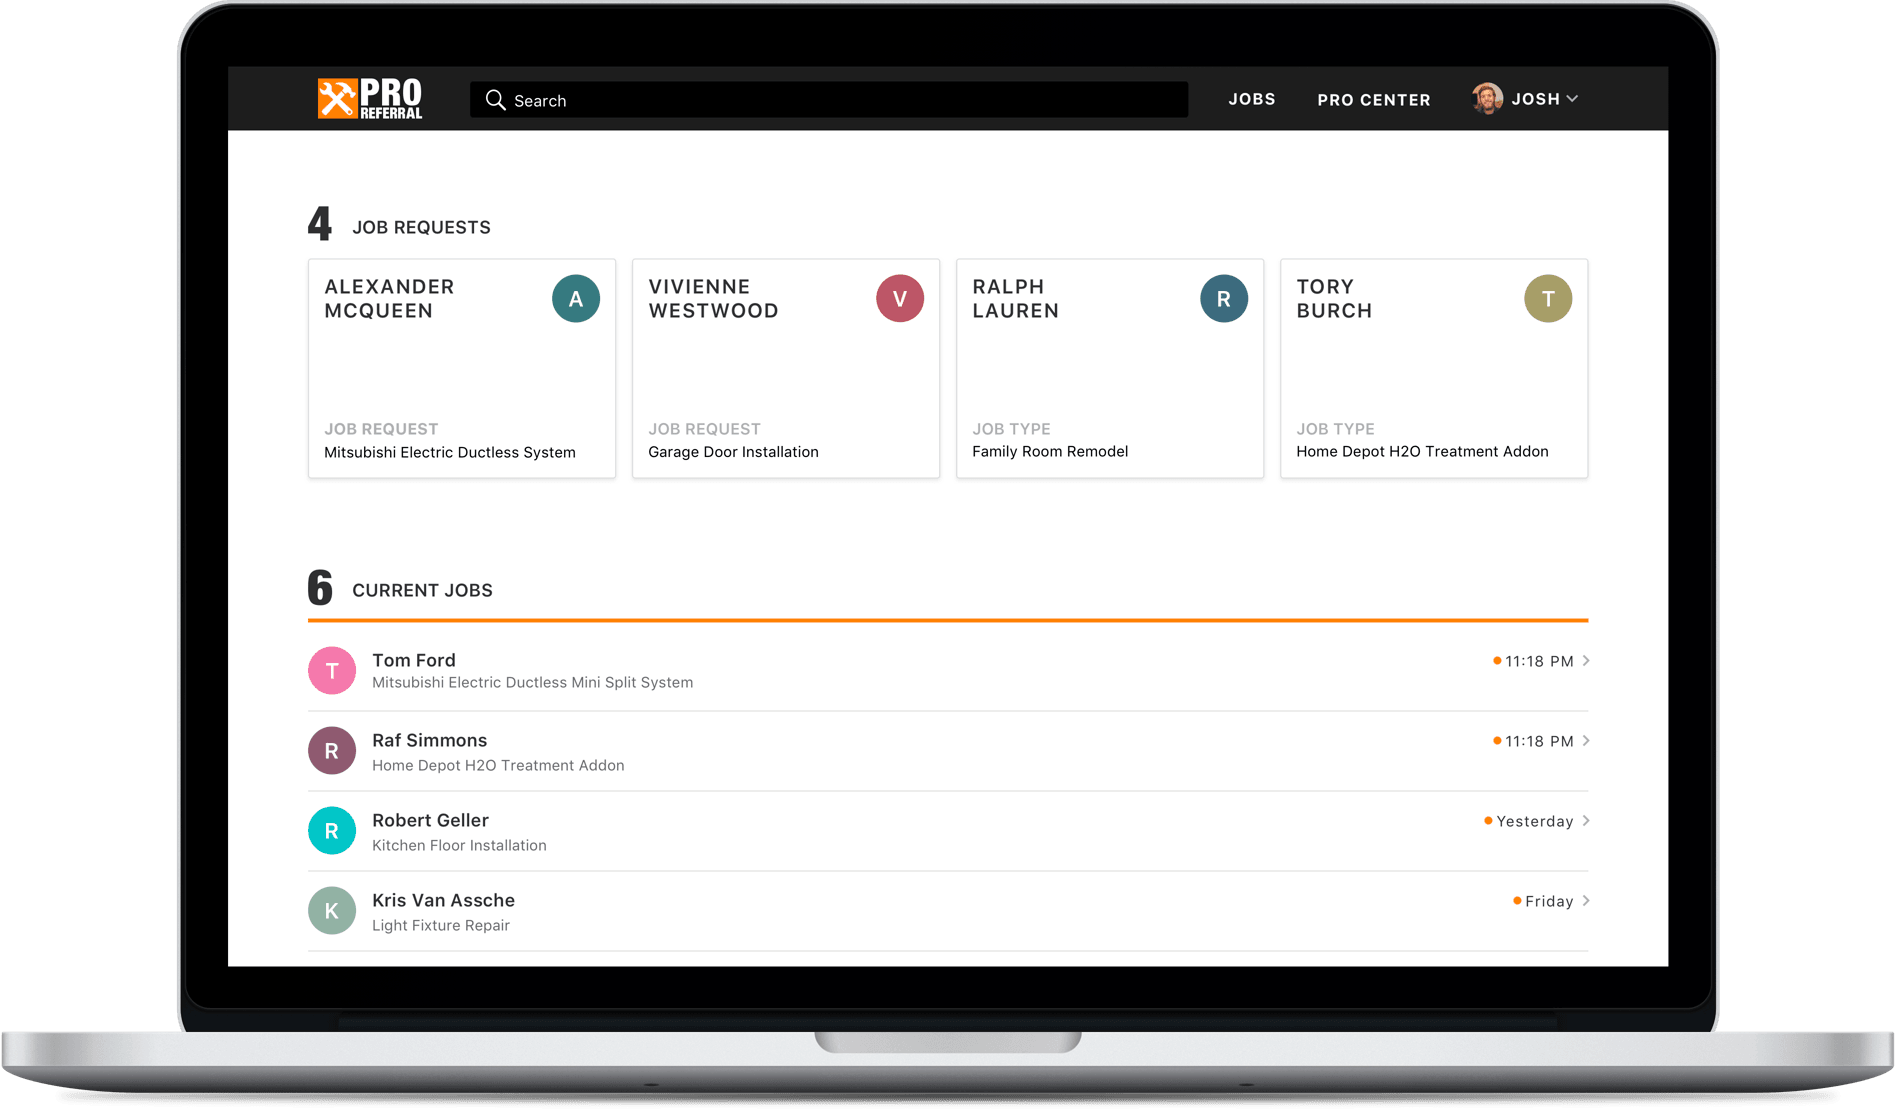 PRO
REFERRAL
Search
JOBS
PRO CENTER
JOSH
4 JOB REQUESTS
ALEXANDER
MCQUEEN
A
JOB REQUEST
Mitsubishi Electric Ductless System
VIVIENNE
WESTWOOD
V
JOB REQUEST
Garage Door Installation
RALPH
LAUREN
R
JOB TYPE
Family Room Remodel
TORY
BURCH
T
JOB TYPE
Home Depot H2O Treatment Addon
6 CURRENT JOBS
T
Tom Ford
Mitsubishi Electric Ductless Mini Split System
11:18 PM
R
Raf Simmons
Home Depot H2O Treatment Addon
11:18 PM
R
Robert Geller
Kitchen Floor Installation
Yesterday
K
Kris Van Assche
Light Fixture Repair
Friday